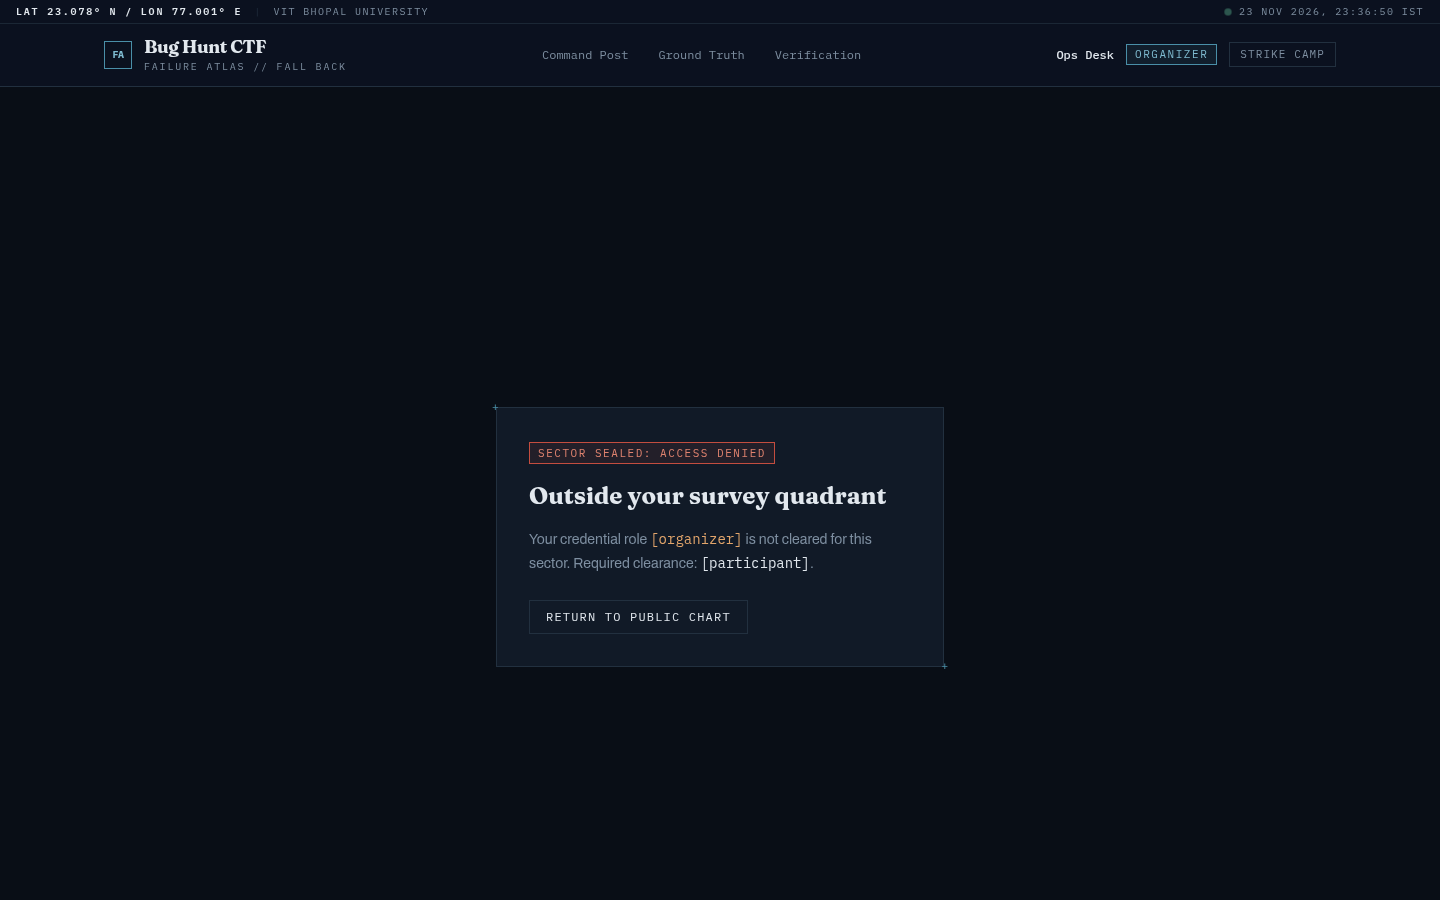 LAT 23.078° N / LON 77.001° E | VIT BHOPAL UNIVERSITY
23 NOV 2026, 23:36:50 IST
FA
Bug Hunt CTF
FAILURE ATLAS // FALL BACK
Command Post
Ground Truth
Verification
Ops Desk
ORGANIZER
STRIKE CAMP
SECTOR SEALED: ACCESS DENIED
Outside your survey quadrant
Your credential role [organizer] is not cleared for this
sector. Required clearance: [participant].
RETURN TO PUBLIC CHART